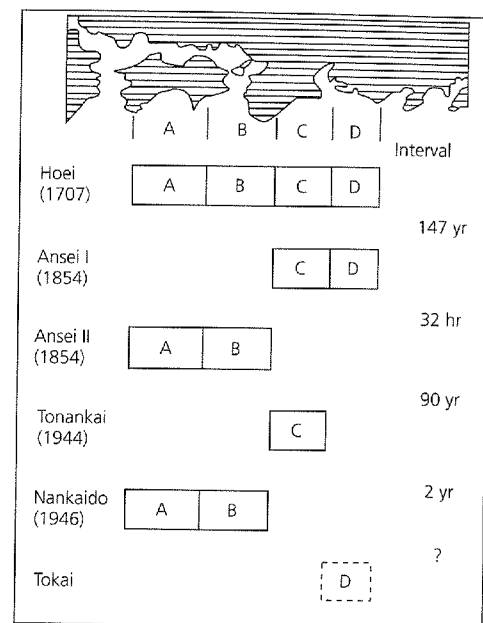 A B C D
Interval
Hoei
(1707)
A B C D
147 yr
Ansei I
(1854)
C D
32 hr
Ansei II
(1854)
A B
90 yr
Tonankai
(1944)
C
2 yr
Nankaido
(1946)
A B
?
Tokai
D